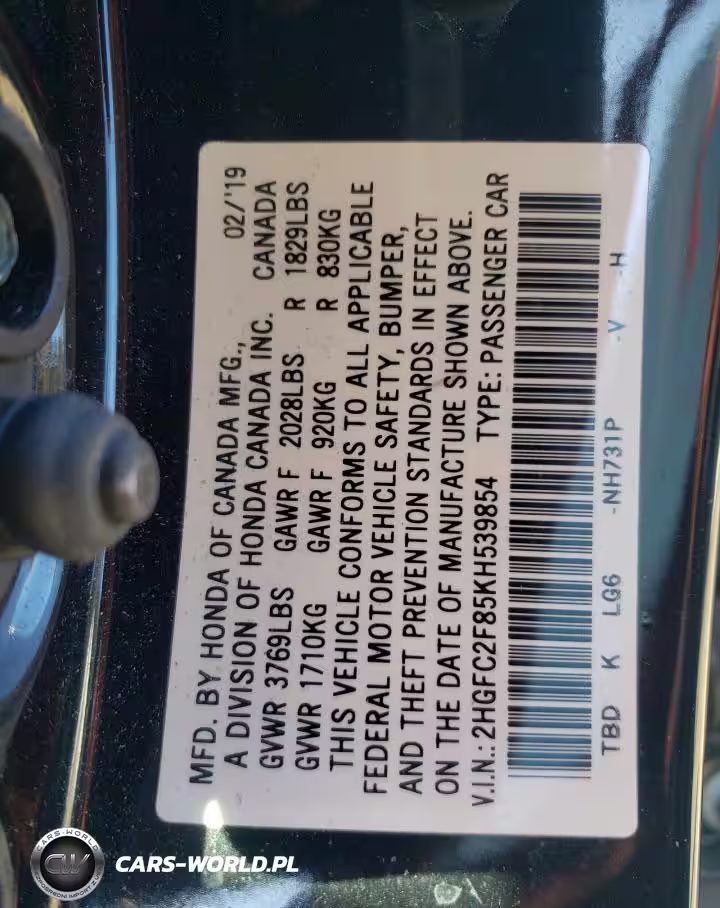 MFD. BY HONDA OF CANADA MFG., 02/'19
A DIVISION OF HONDA CANADA INC. CANADA
GVWR 3769LBS GAWR F 2028LBS R 1829LBS
GVWR 1710KG GAWR F 920KG R 830KG
THIS VEHICLE CONFORMS TO ALL APPLICABLE
FEDERAL MOTOR VEHICLE SAFETY, BUMPER,
AND THEFT PREVENTION STANDARDS IN EFFECT
ON THE DATE OF MANUFACTURE SHOWN ABOVE.
V.I.N.: 2HGFC2F85KH539854 TYPE: PASSENGER CAR
TBD K LG6 -NH731P -V -H
CARS-WORLD
CW
CARS-WORLD.PL